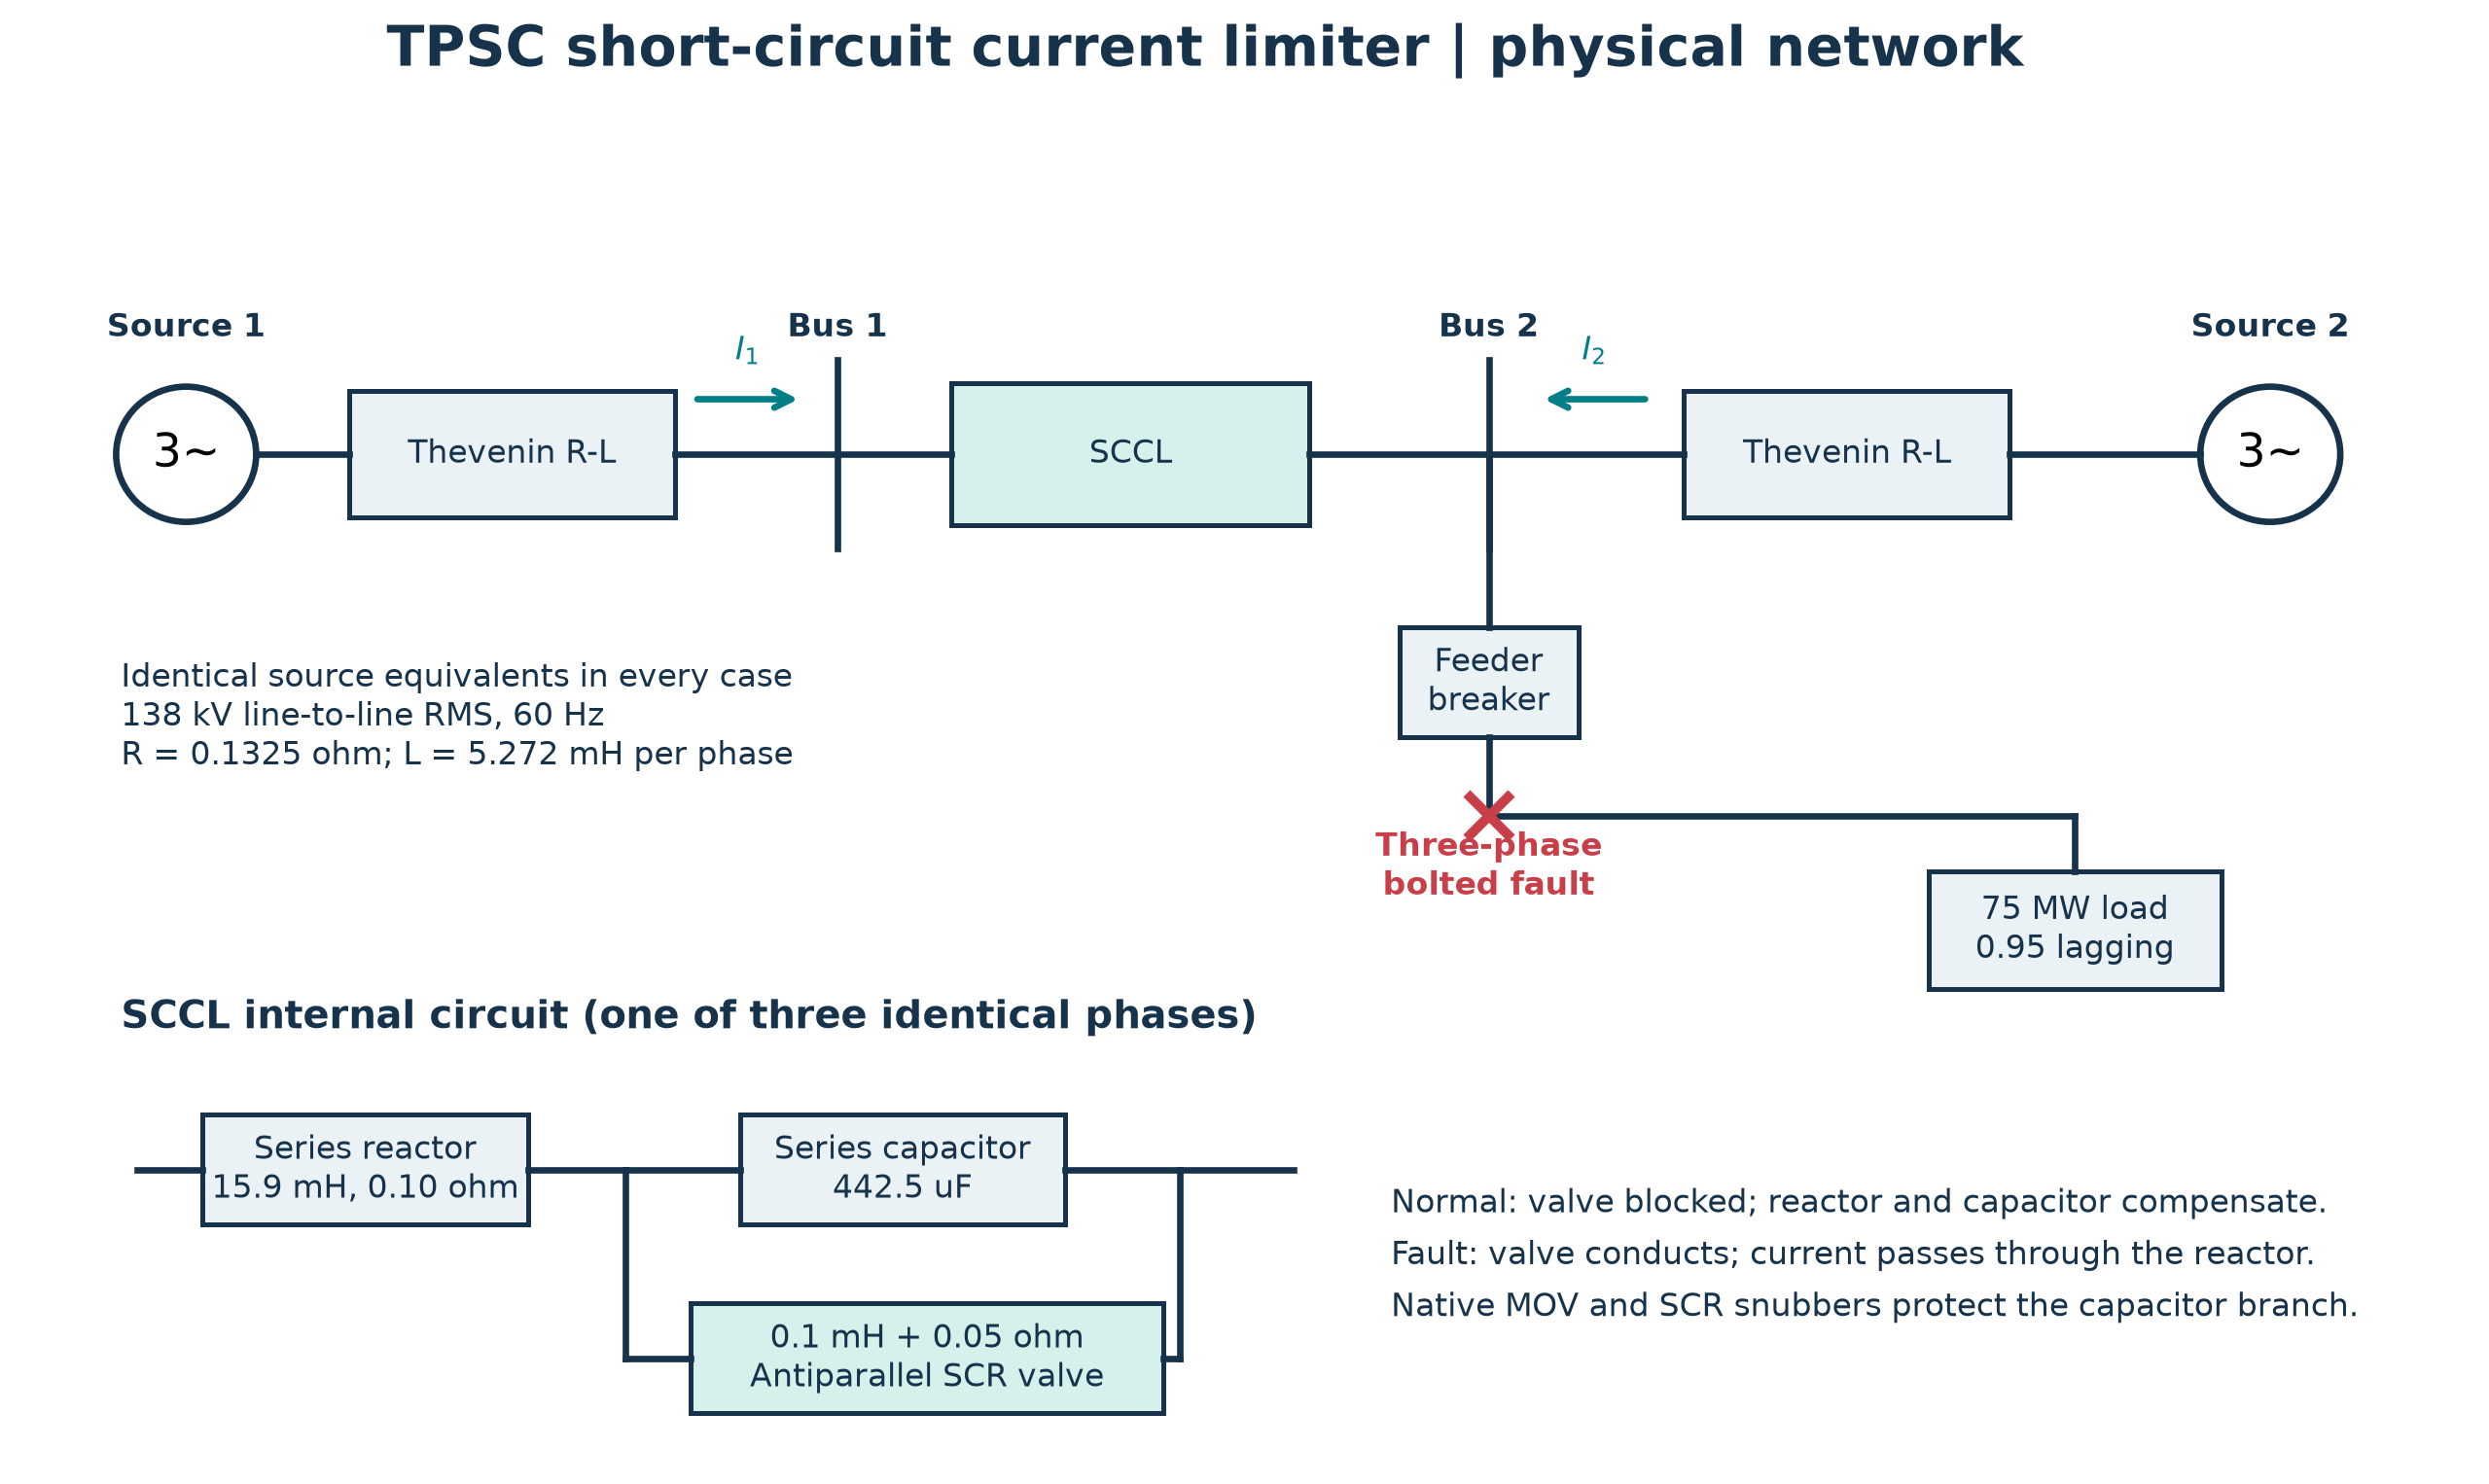 TPSC short-circuit current limiter | physical network
Source 1
Bus 1
Bus 2
Source 2
I1
I2
3~
Thevenin R-L
SCCL
Thevenin R-L
3~
Identical source equivalents in every case
138 kV line-to-line RMS, 60 Hz
R = 0.1325 ohm; L = 5.272 mH per phase
Feeder
breaker
Three-phase
bolted fault
75 MW load
0.95 lagging
SCCL internal circuit (one of three identical phases)
Series reactor
15.9 mH, 0.10 ohm
Series capacitor
442.5 uF
0.1 mH + 0.05 ohm
Antiparallel SCR valve
Normal: valve blocked; reactor and capacitor compensate.
Fault: valve conducts; current passes through the reactor.
Native MOV and SCR snubbers protect the capacitor branch.